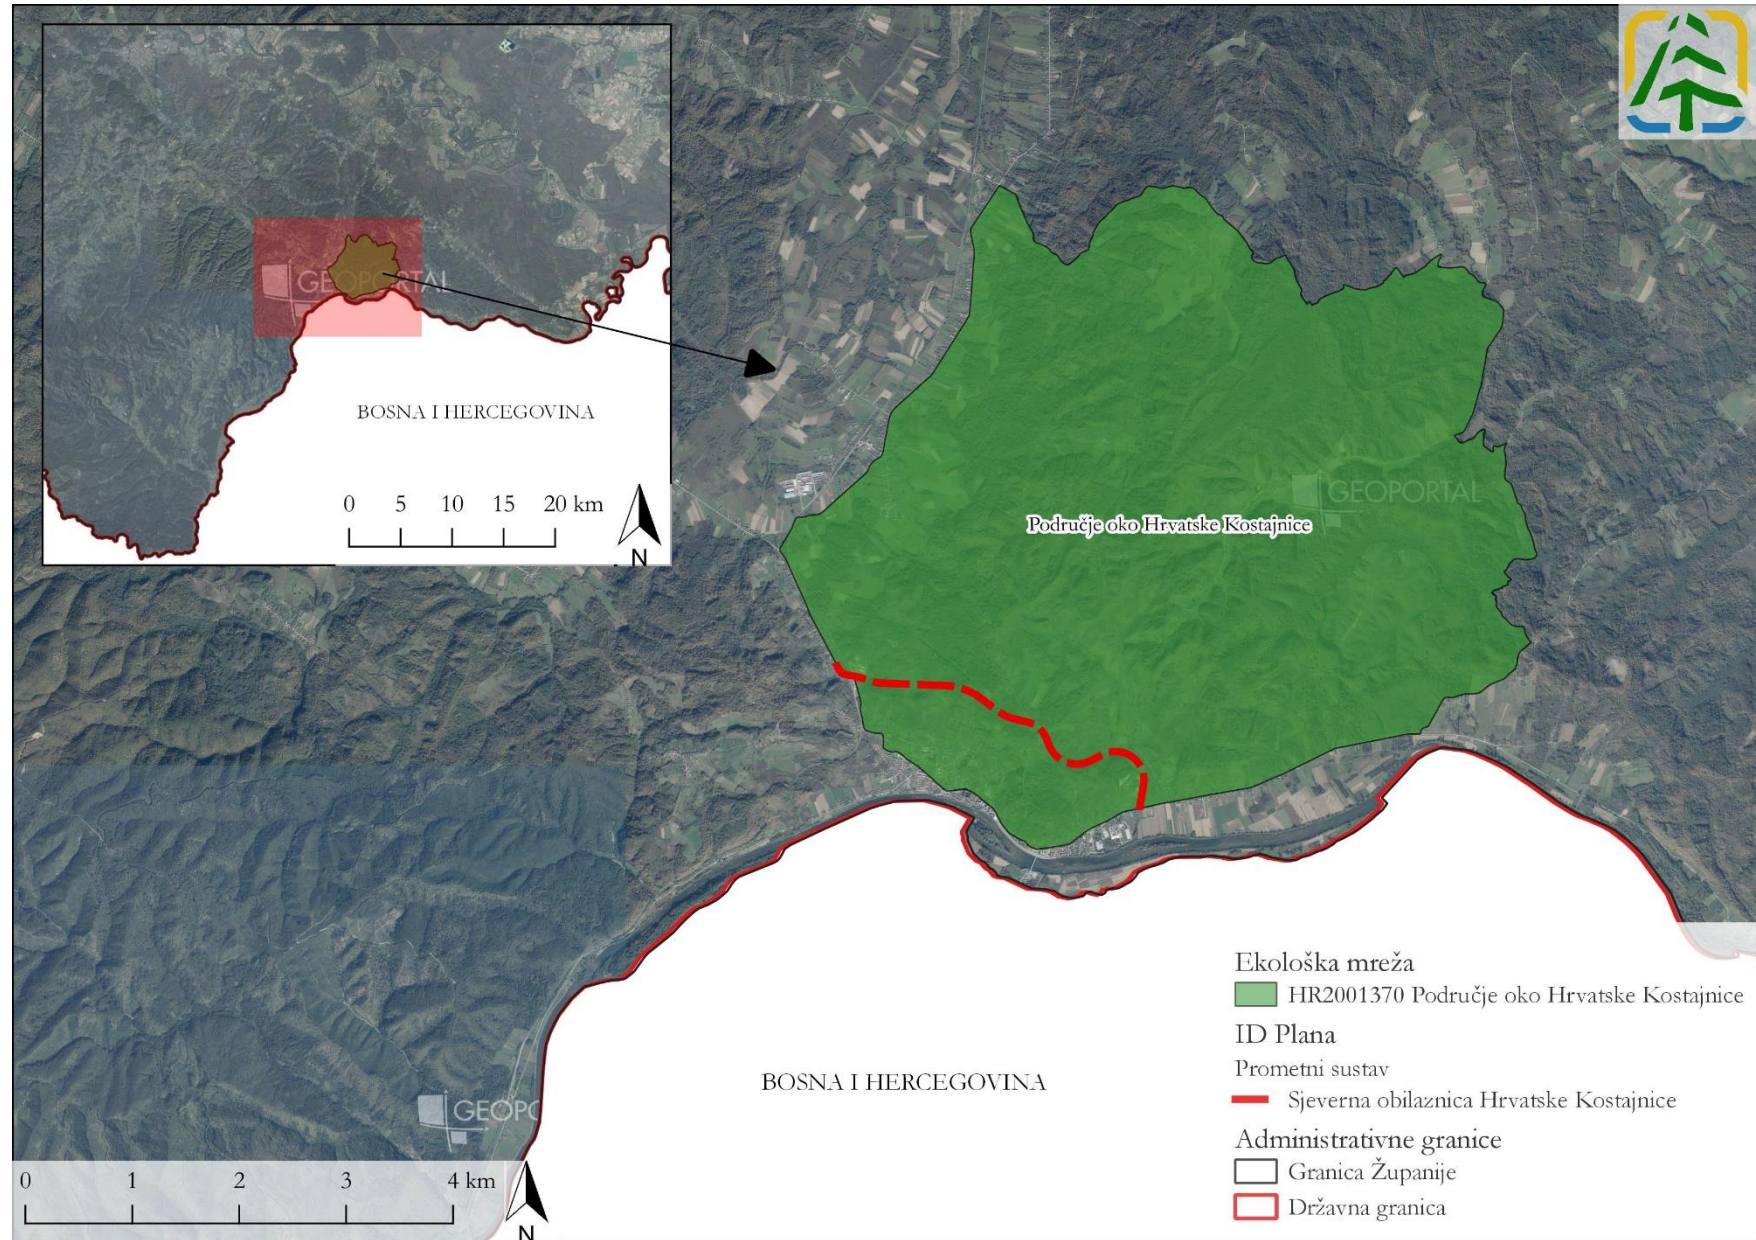 GEOPORTAL
BOSNA I HERCEGOVINA
0 5 10 15 20 km
N
Područje oko Hrvatske Kostajnice
GEOPORTAL
BOSNA I HERCEGOVINA
GEOPO
0 1 2 3 4 km
N
Ekološka mreža
HR2001370 Područje oko Hrvatske Kostajnice
ID Plana
Prometni sustav
Sjeverna obilaznica Hrvatske Kostajnice
Administrativne granice
Granica Županije
Državna granica